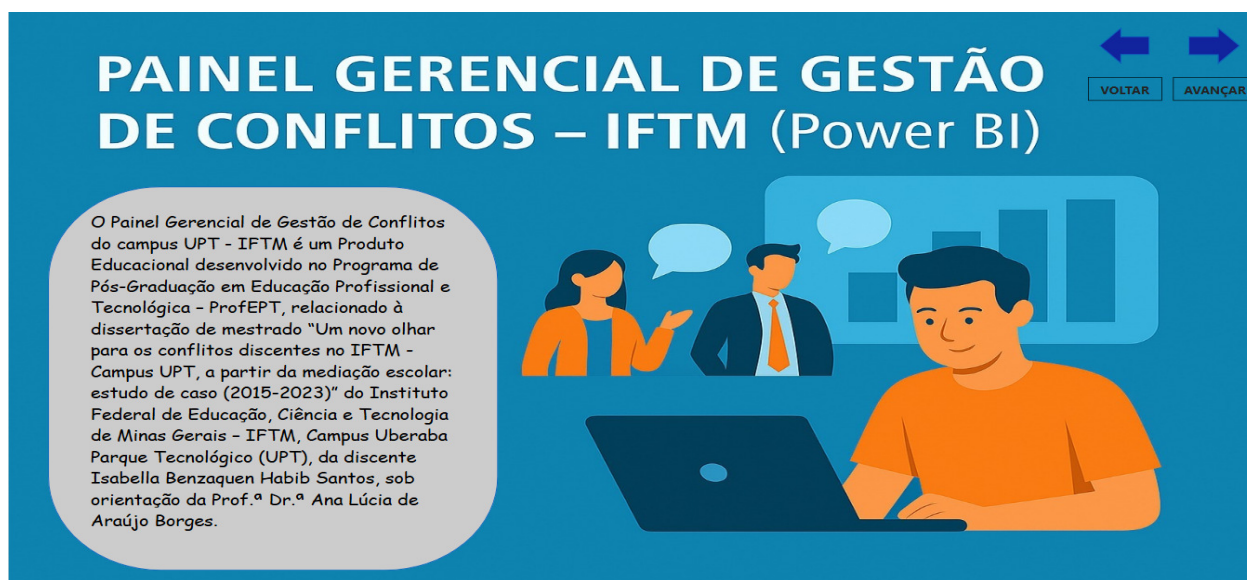 PAINEL GERENCIAL DE GESTÃO
DE CONFLITOS – IFTM (Power BI)
VOLTAR
AVANÇAR
O Painel Gerencial de Gestão de Conflitos
do campus UPT - IFTM é um Produto
Educacional desenvolvido no Programa de
Pós-Graduação em Educação Profissional e
Tecnológica – ProfEPT, relacionado à
dissertação de mestrado “Um novo olhar
para os conflitos discentes no IFTM -
Campus UPT, a partir da mediação escolar:
estudo de caso (2015-2023)” do Instituto
Federal de Educação, Ciência e Tecnologia
de Minas Gerais – IFTM, Campus Uberaba
Parque Tecnológico (UPT), da discente
Isabella Benzaquen Habib Santos, sob
orientação da Prof.ª Dr.ª Ana Lúcia de
Araújo Borges.